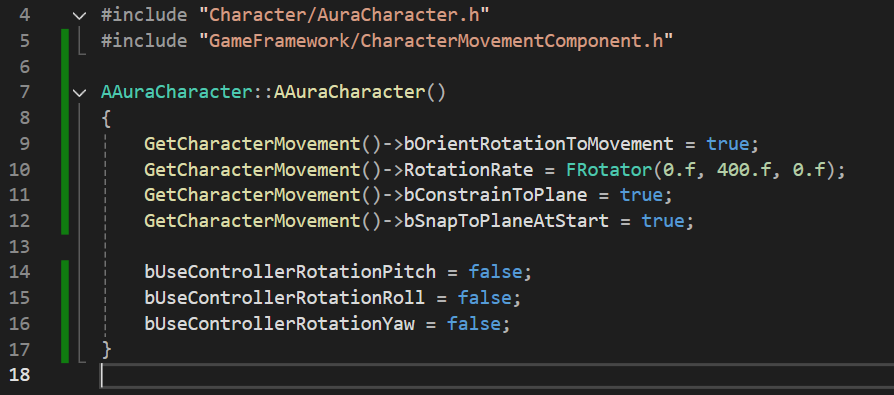 4 #include "Character/AuraCharacter.h"
5 #include "GameFramework/CharacterMovementComponent.h"
6
7 AAuraCharacter::AAuraCharacter()
8 {
9 GetCharacterMovement()->bOrientRotationToMovement = true;
10 GetCharacterMovement()->RotationRate = FRotator(0.f, 400.f, 0.f);
11 GetCharacterMovement()->bConstrainToPlane = true;
12 GetCharacterMovement()->bSnapToPlaneAtStart = true;
13
14 bUseControllerRotationPitch = false;
15 bUseControllerRotationRoll = false;
16 bUseControllerRotationYaw = false;
17 }
18